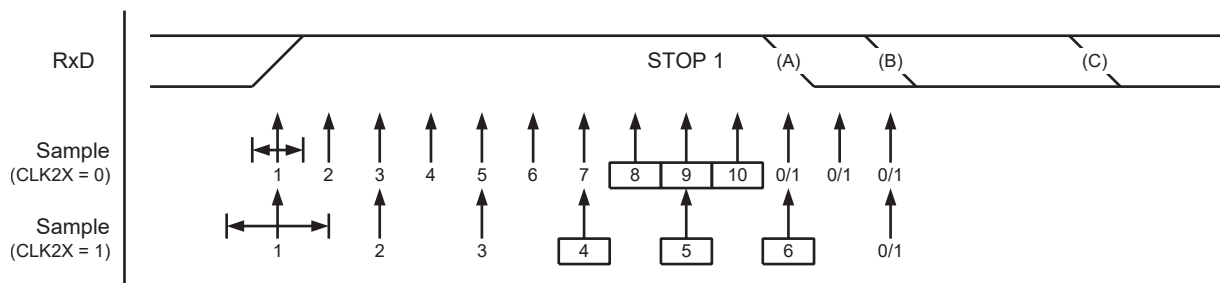 RxD
STOP 1
(A)
(B)
(C)
Sample
(CLK2X = 0)
1 2 3 4 5 6 7 8 9 10 0/1 0/1 0/1
Sample
(CLK2X = 1)
1 2 3 4 5 6 0/1